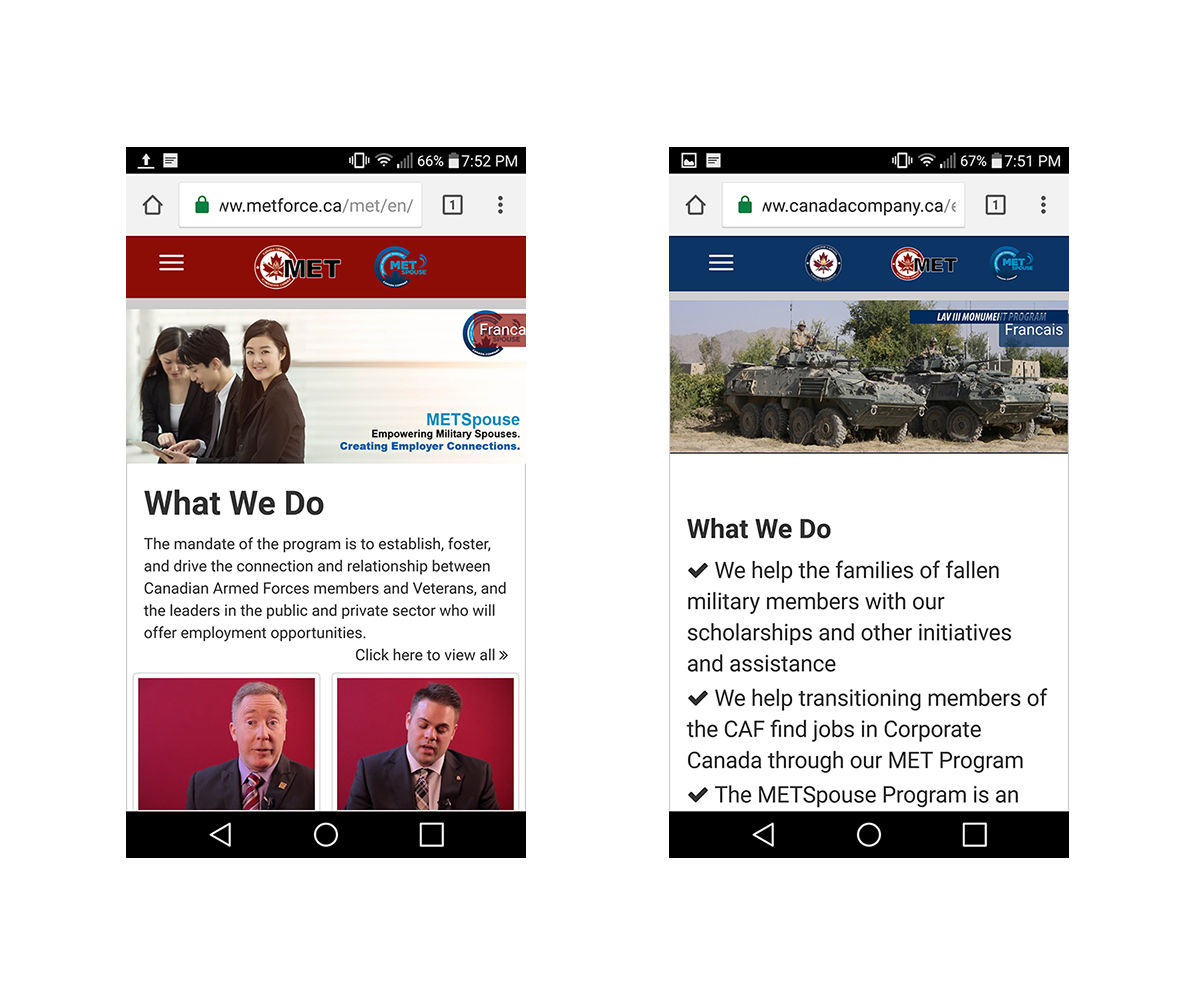 66% 7:52 PM
ww.metforce.ca/met/en/
1
MET
MET
SPOUSE
Franca
SPOUSE
METSpouse
Empowering Military Spouses.
Creating Employer Connections.
What We Do
The mandate of the program is to establish, foster,
and drive the connection and relationship between
Canadian Armed Forces members and Veterans, and
the leaders in the public and private sector who will
offer employment opportunities.
Click here to view all »
67% 7:51 PM
ww.canadacompany.ca/e
1
MET
MET
SPOUSE
LAV III MONUMENT PROGRAM
Francais
What We Do
✔ We help the families of fallen
military members with our
scholarships and other initiatives
and assistance
✔ We help transitioning members of
the CAF find jobs in Corporate
Canada through our MET Program
✔ The METSpouse Program is an